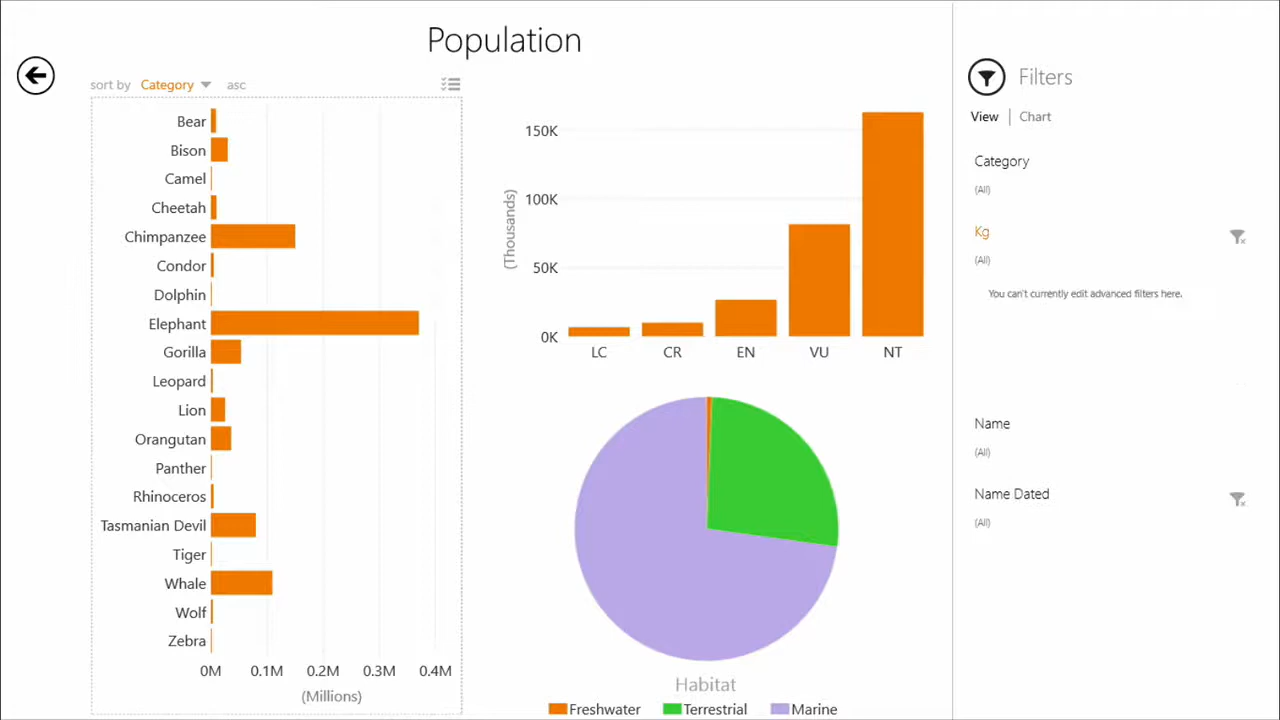 Population
sort by Category asc
Bear
Bison
Camel
Cheetah
Chimpanzee
Condor
Dolphin
Elephant
Gorilla
Leopard
Lion
Orangutan
Panther
Rhinoceros
Tasmanian Devil
Tiger
Whale
Wolf
Zebra
0M 0.1M 0.2M 0.3M 0.4M
(Millions)
(Thousands)
150K
100K
50K
0K
LC CR EN VU NT
Habitat
Freshwater Terrestrial Marine
Filters
View | Chart
Category
(All)
Kg
(All)
You can't currently edit advanced filters here.
Name
(All)
Name Dated
(All)